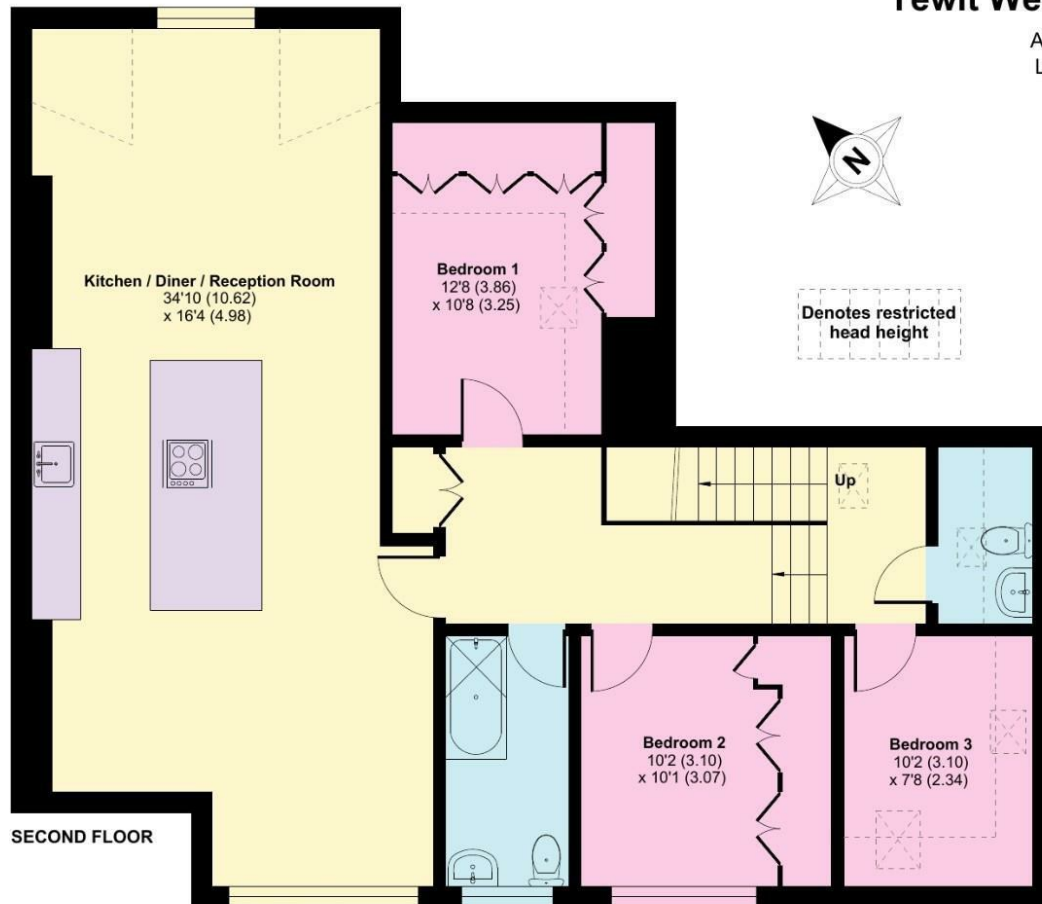 Tewit We
A
L
N
Kitchen / Diner / Reception Room
34'10 (10.62)
x 16'4 (4.98)
Bedroom 1
12'8 (3.86)
x 10'8 (3.25)
Denotes restricted
head height
Up
Bedroom 2
10'2 (3.10)
x 10'1 (3.07)
Bedroom 3
10'2 (3.10)
x 7'8 (2.34)
SECOND FLOOR